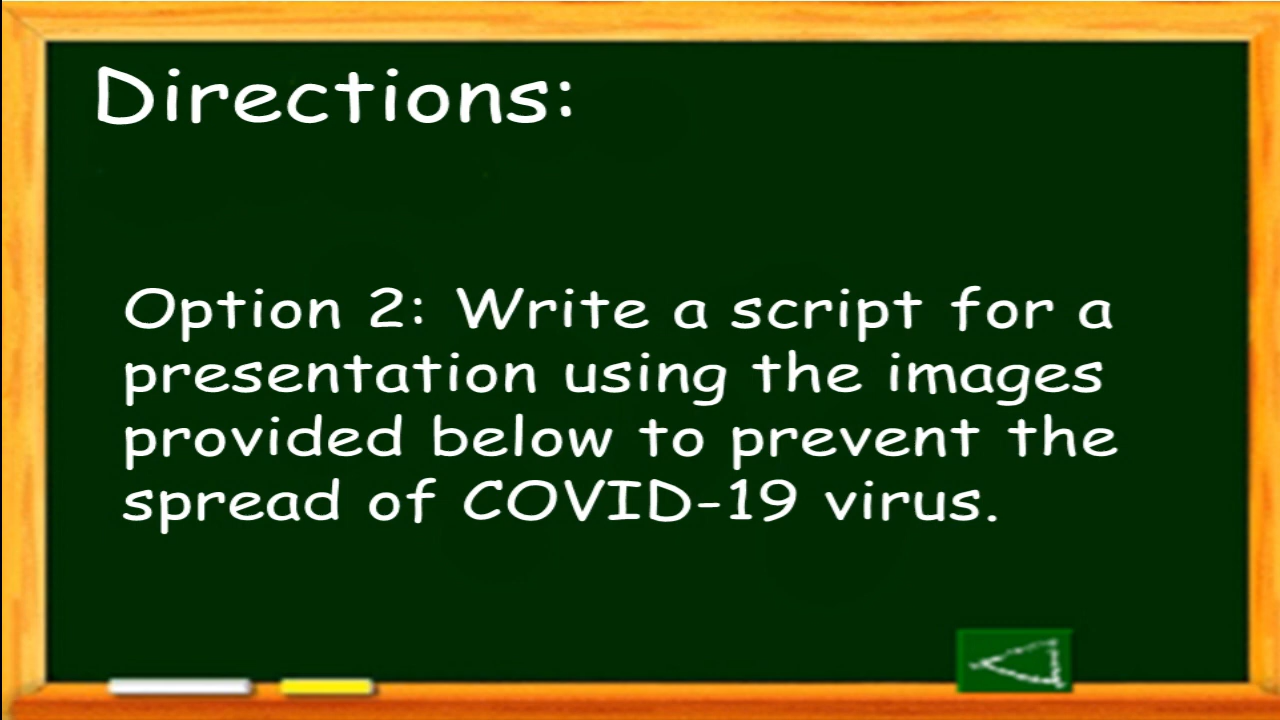 Directions:
Option 2: Write a script for a
presentation using the images
provided below to prevent the
spread of COVID-19 virus.